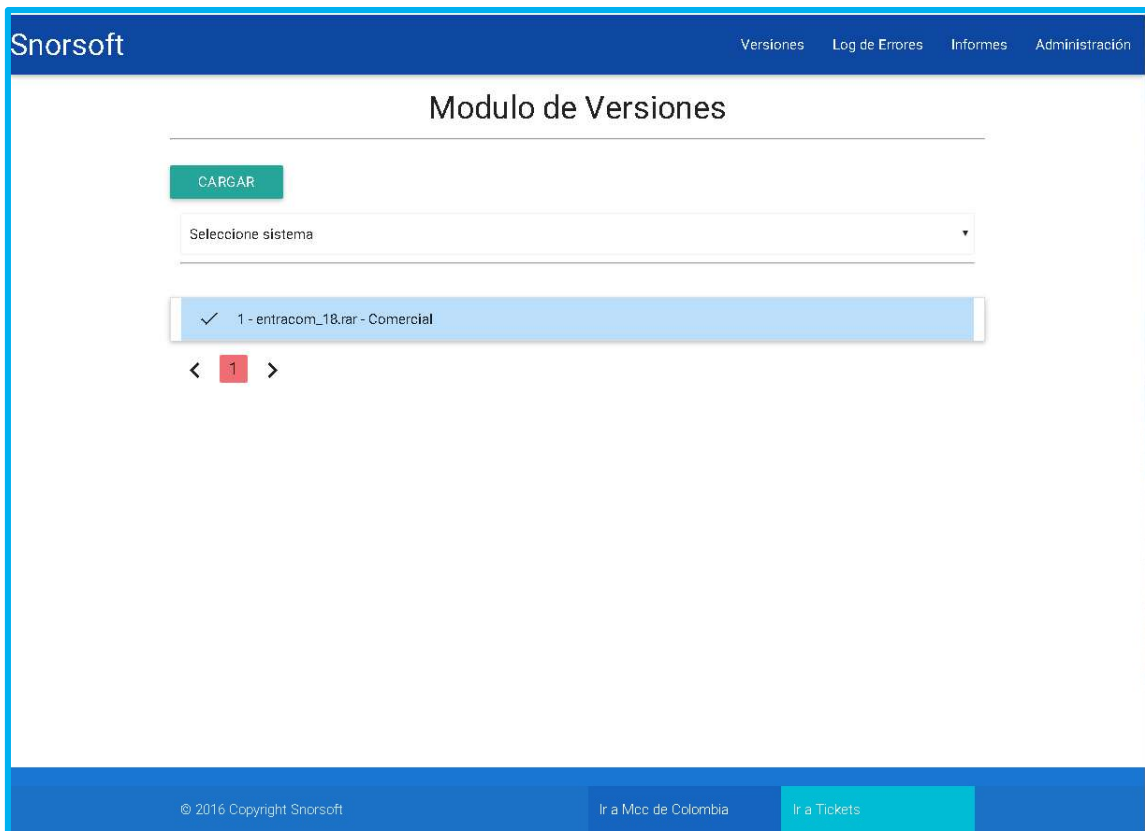 Snorsoft Versiones Log de Errores Informes Administración
Modulo de Versiones
CARGAR
Seleccione sistema
1 - entracom_18.rar - Comercial
1
© 2016 Copyright Snorsoft Ir a Mcc de Colombia Ir a Tickets